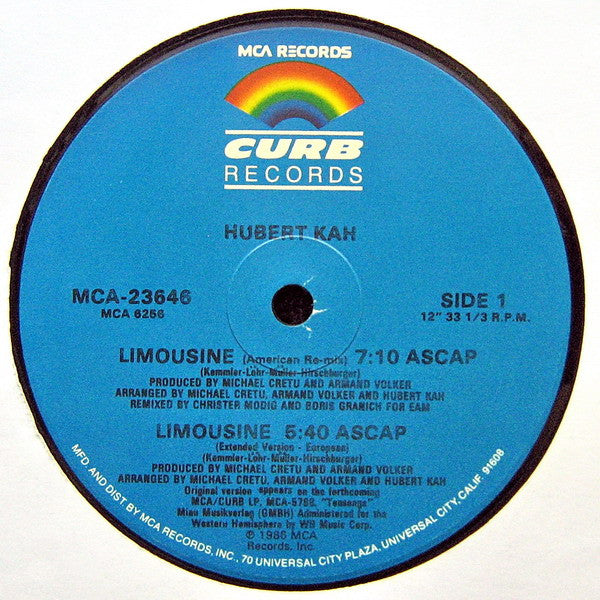 MCA RECORDS
CURB
RECORDS
HUBERT KAH
MCA-23646
MCA 6256
SIDE 1
12" 33 1/3 R.P.M.
LIMOUSINE (American Re-mix) 7:10 ASCAP
(Kemmler-Lohr-Müller-Hirschburger)
PRODUCED BY MICHAEL CRETU AND ARMAND VOLKER
ARRANGED BY MICHAEL CRETU, ARMAND VOLKER AND HUBERT KAH
REMIXED BY CHRISTER MODIG AND BORIS GRANICH FOR EAM
LIMOUSINE 5:40 ASCAP
(Extended Version - European)
(Kemmler-Lohr-Müller-Hirschburger)
PRODUCED BY MICHAEL CRETU AND ARMAND VOLKER
ARRANGED BY MICHAEL CRETU, ARMAND VOLKER AND HUBERT KAH
Original version appears on the forthcoming
MCA/CURB LP, MCA-5768, "Tensongs"
Miau Musikverlag (GMBH) Administered for the
Western Hemisphere by WB Music Corp.
℗ 1986 MCA
Records, Inc.
MFD. AND DIST. BY MCA RECORDS, INC., 70 UNIVERSAL CITY PLAZA, UNIVERSAL CITY, CALIF. 91608